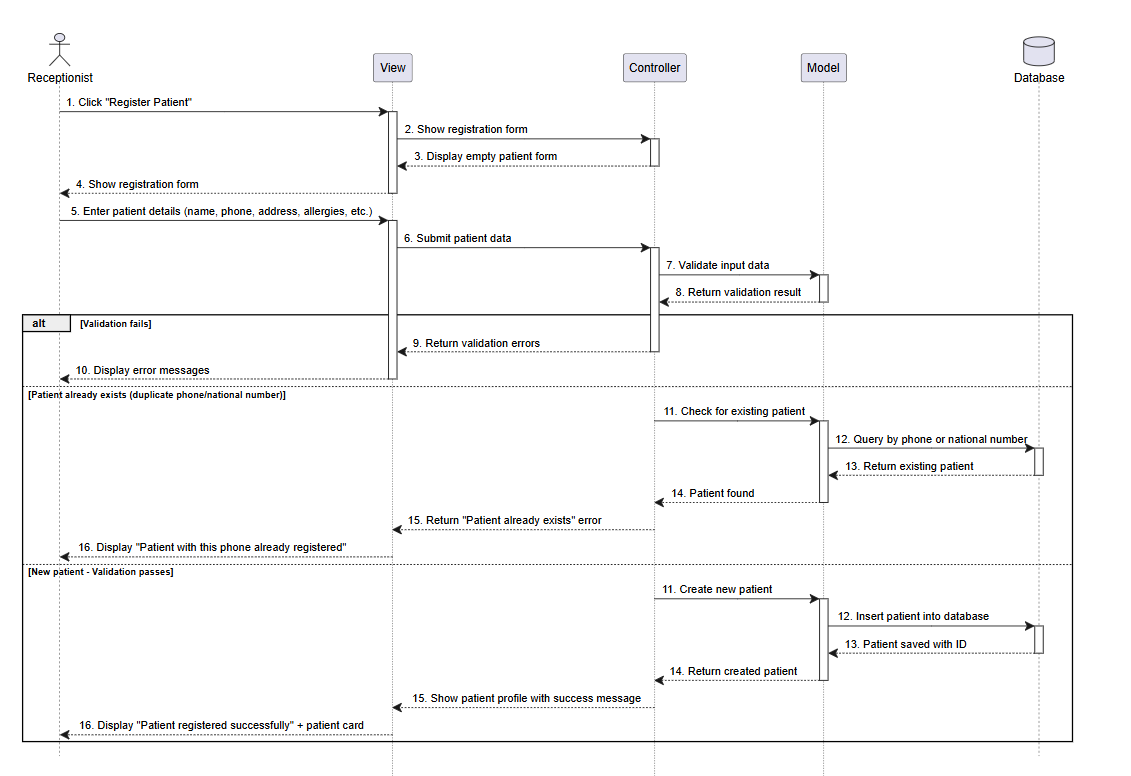 Receptionist
View
Controller
Model
Database
1. Click "Register Patient"
2. Show registration form
3. Display empty patient form
4. Show registration form
5. Enter patient details (name, phone, address, allergies, etc.)
6. Submit patient data
7. Validate input data
8. Return validation result
alt [Validation fails]
9. Return validation errors
10. Display error messages
[Patient already exists (duplicate phone/national number)]
11. Check for existing patient
12. Query by phone or national number
13. Return existing patient
14. Patient found
15. Return "Patient already exists" error
16. Display "Patient with this phone already registered"
[New patient - Validation passes]
11. Create new patient
12. Insert patient into database
13. Patient saved with ID
14. Return created patient
15. Show patient profile with success message
16. Display "Patient registered successfully" + patient card